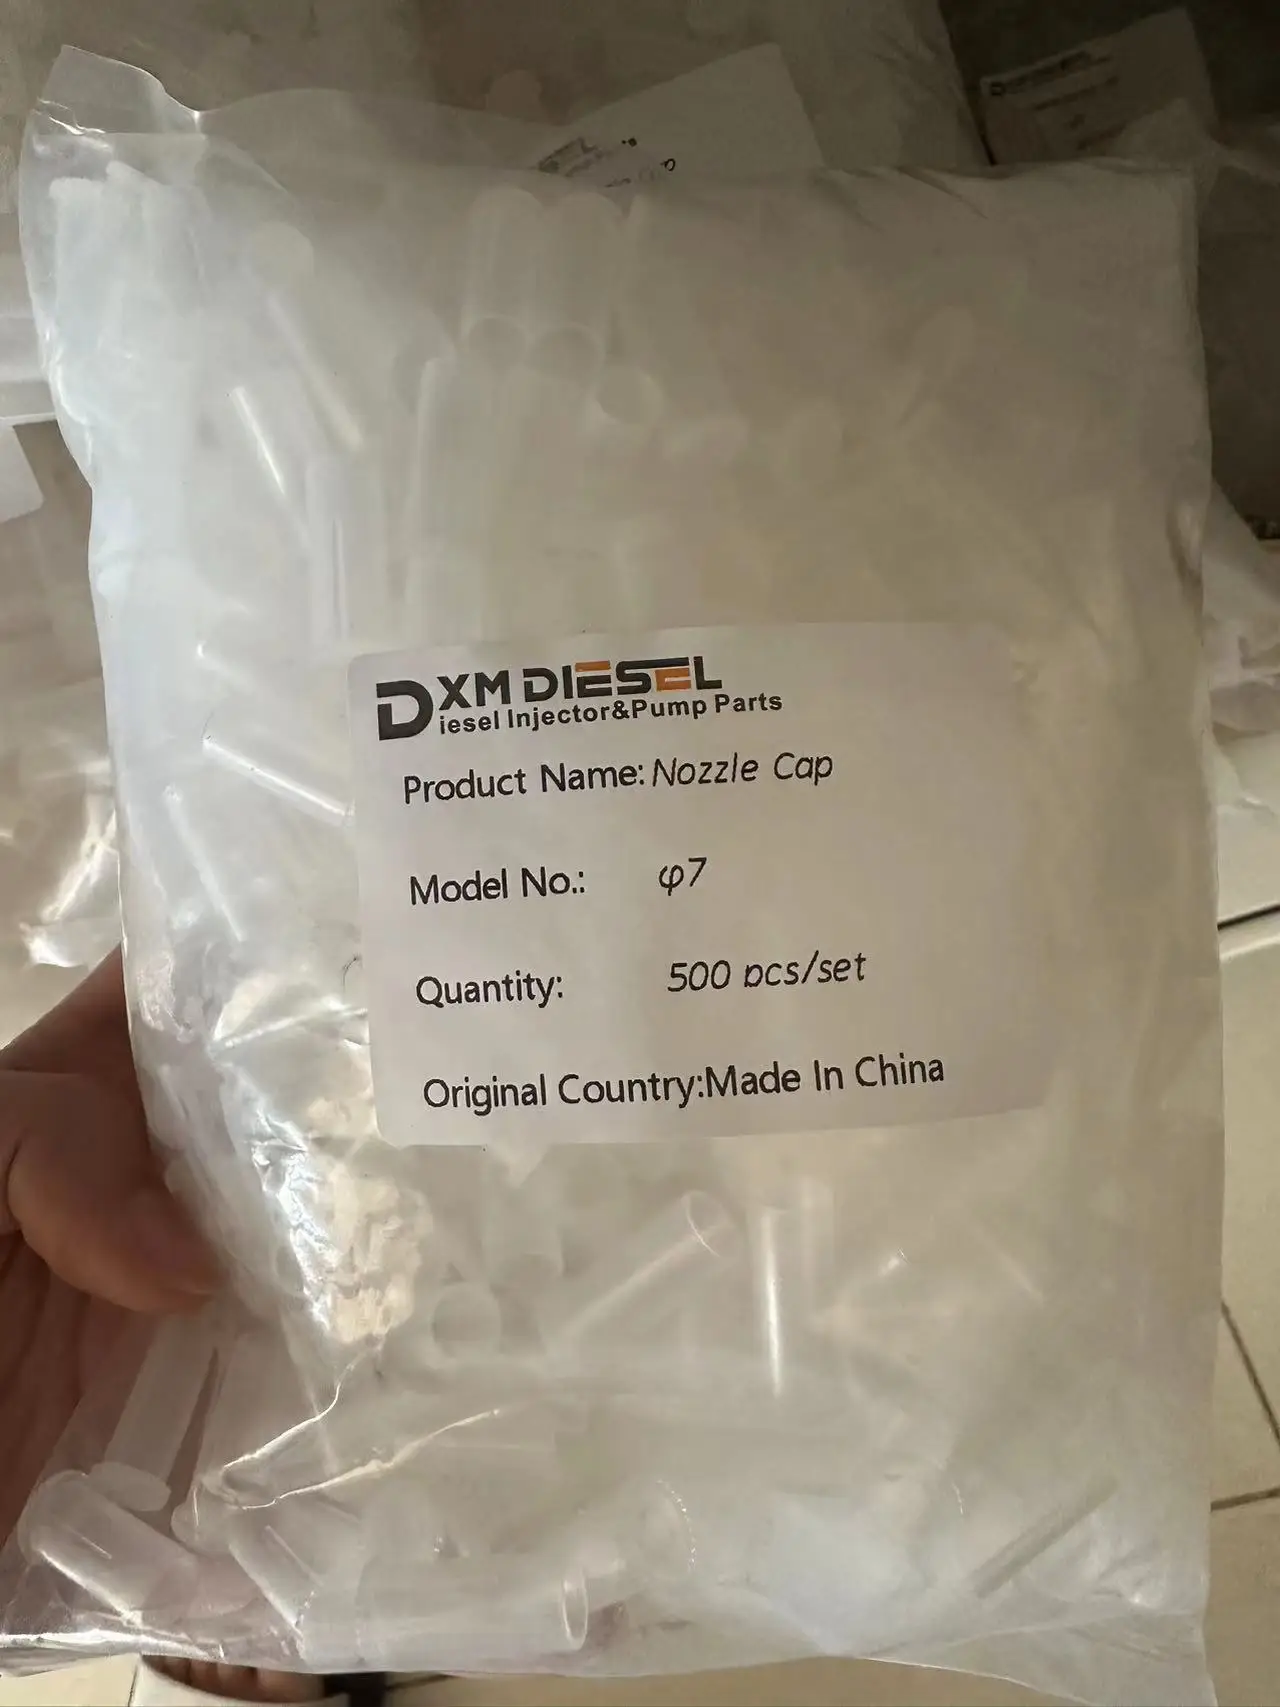 DXM DIESEL
Diesel Injector&Pump Parts
Product Name: Nozzle Cap
Model No.: φ7
Quantity: 500 pcs/set
Original Country:Made In China